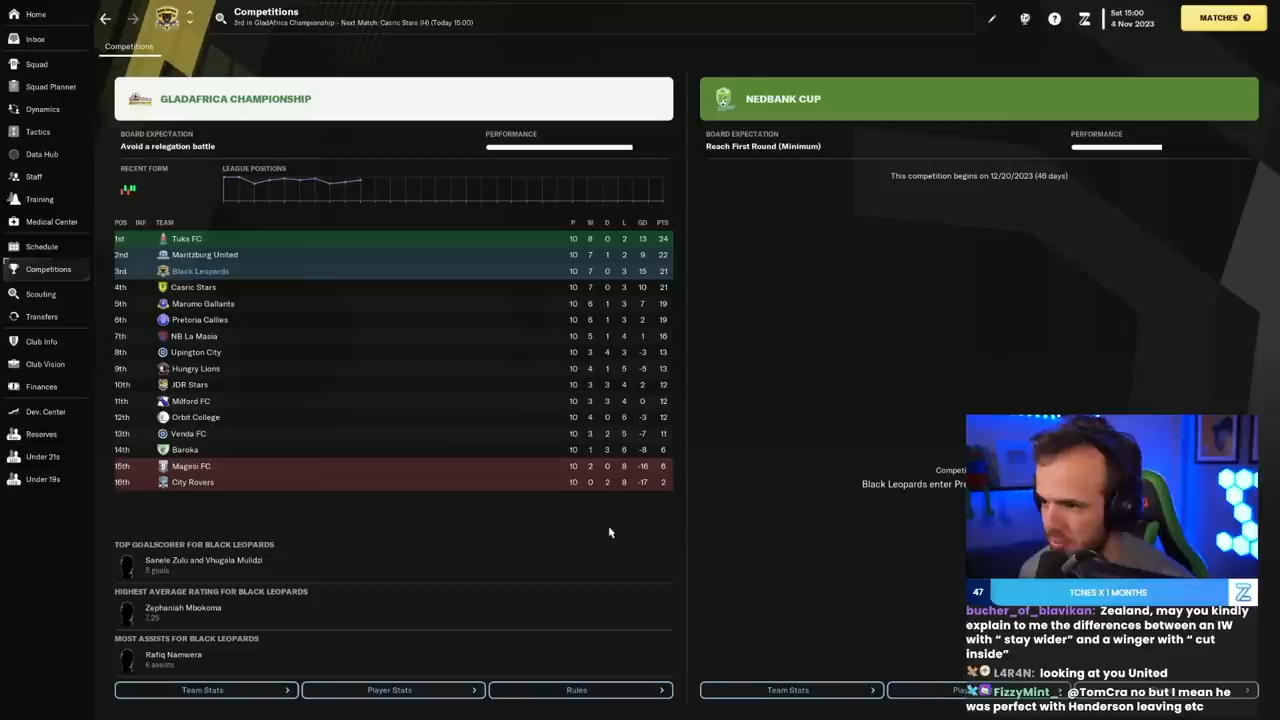 Home
Inbox
Squad
Squad Planner
Dynamics
Tactics
Data Hub
Staff
Training
Medical Center
Schedule
Competitions
Scouting
Transfers
Club Info
Club Vision
Finances
Dev. Center
Reserves
Under 21s
Under 19s
Competitions
3rd in GladAfrica Championship - Next Match: Casric Stars (H) (Today 15:00)
Sat 15:00
4 Nov 2023
MATCHES
Competitions
GLADAFRICA CHAMPIONSHIP
BOARD EXPECTATION PERFORMANCE
Avoid a relegation battle
RECENT FORM LEAGUE POSITIONS
POS INF TEAM P W D L GD PTS
1st Tuks FC 10 8 0 2 13 24
2nd Maritzburg United 10 7 1 2 9 22
3rd Black Leopards 10 7 0 3 15 21
4th Casric Stars 10 7 0 3 10 21
5th Marumo Gallants 10 6 1 3 7 19
6th Pretoria Callies 10 6 1 3 2 19
7th NB La Masia 10 5 1 4 1 16
8th Upington City 10 3 4 3 -3 13
9th Hungry Lions 10 4 1 5 -5 13
10th JDR Stars 10 3 3 4 2 12
11th Milford FC 10 3 3 4 0 12
12th Orbit College 10 4 0 6 -3 12
13th Venda FC 10 3 2 5 -7 11
14th Baroka 10 1 3 6 -8 6
15th Magesi FC 10 2 0 8 -16 6
16th City Rovers 10 0 2 8 -17 2
TOP GOALSCORER FOR BLACK LEOPARDS
Sanele Zulu and Vhugala Mulidzi
5 goals
HIGHEST AVERAGE RATING FOR BLACK LEOPARDS
Zephaniah Mbokoma
7.25
MOST ASSISTS FOR BLACK LEOPARDS
Rafiq Namwera
6 assists
Team Stats Player Stats Rules
NEDBANK CUP
BOARD EXPECTATION PERFORMANCE
Reach First Round (Minimum)
This competition begins on 12/20/2023 (46 days)
Competi
Black Leopards enter Pre
Team Stats Play
47 TCNES X 1 MONTHS
bucher_of_blavikan: Zealand, may you kindly
explain to me the differences between an IW
with “ stay wider” and a winger with “ cut
inside”
L4R4N: looking at you United
FizzyMint_: @TomCra no but I mean he
was perfect with Henderson leaving etc